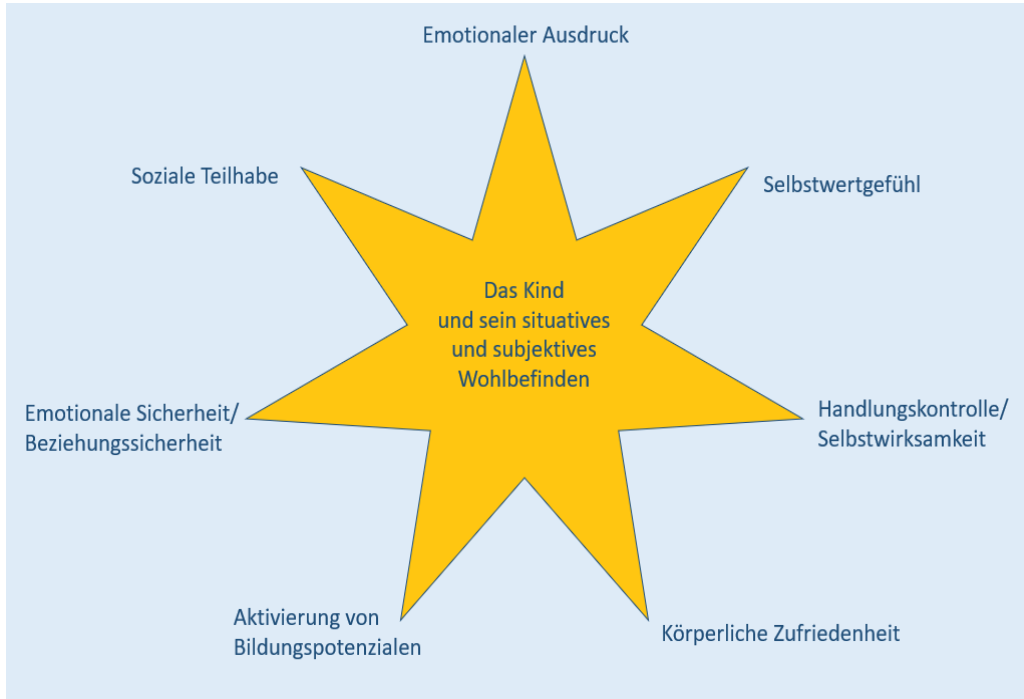 Emotionaler Ausdruck
Soziale Teilhabe
Selbstwertgefühl
Das Kind
und sein situatives
und subjektives
Wohlbefinden
Emotionale Sicherheit/
Beziehungssicherheit
Handlungskontrolle/
Selbstwirksamkeit
Aktivierung von
Bildungspotenzialen
Körperliche Zufriedenheit